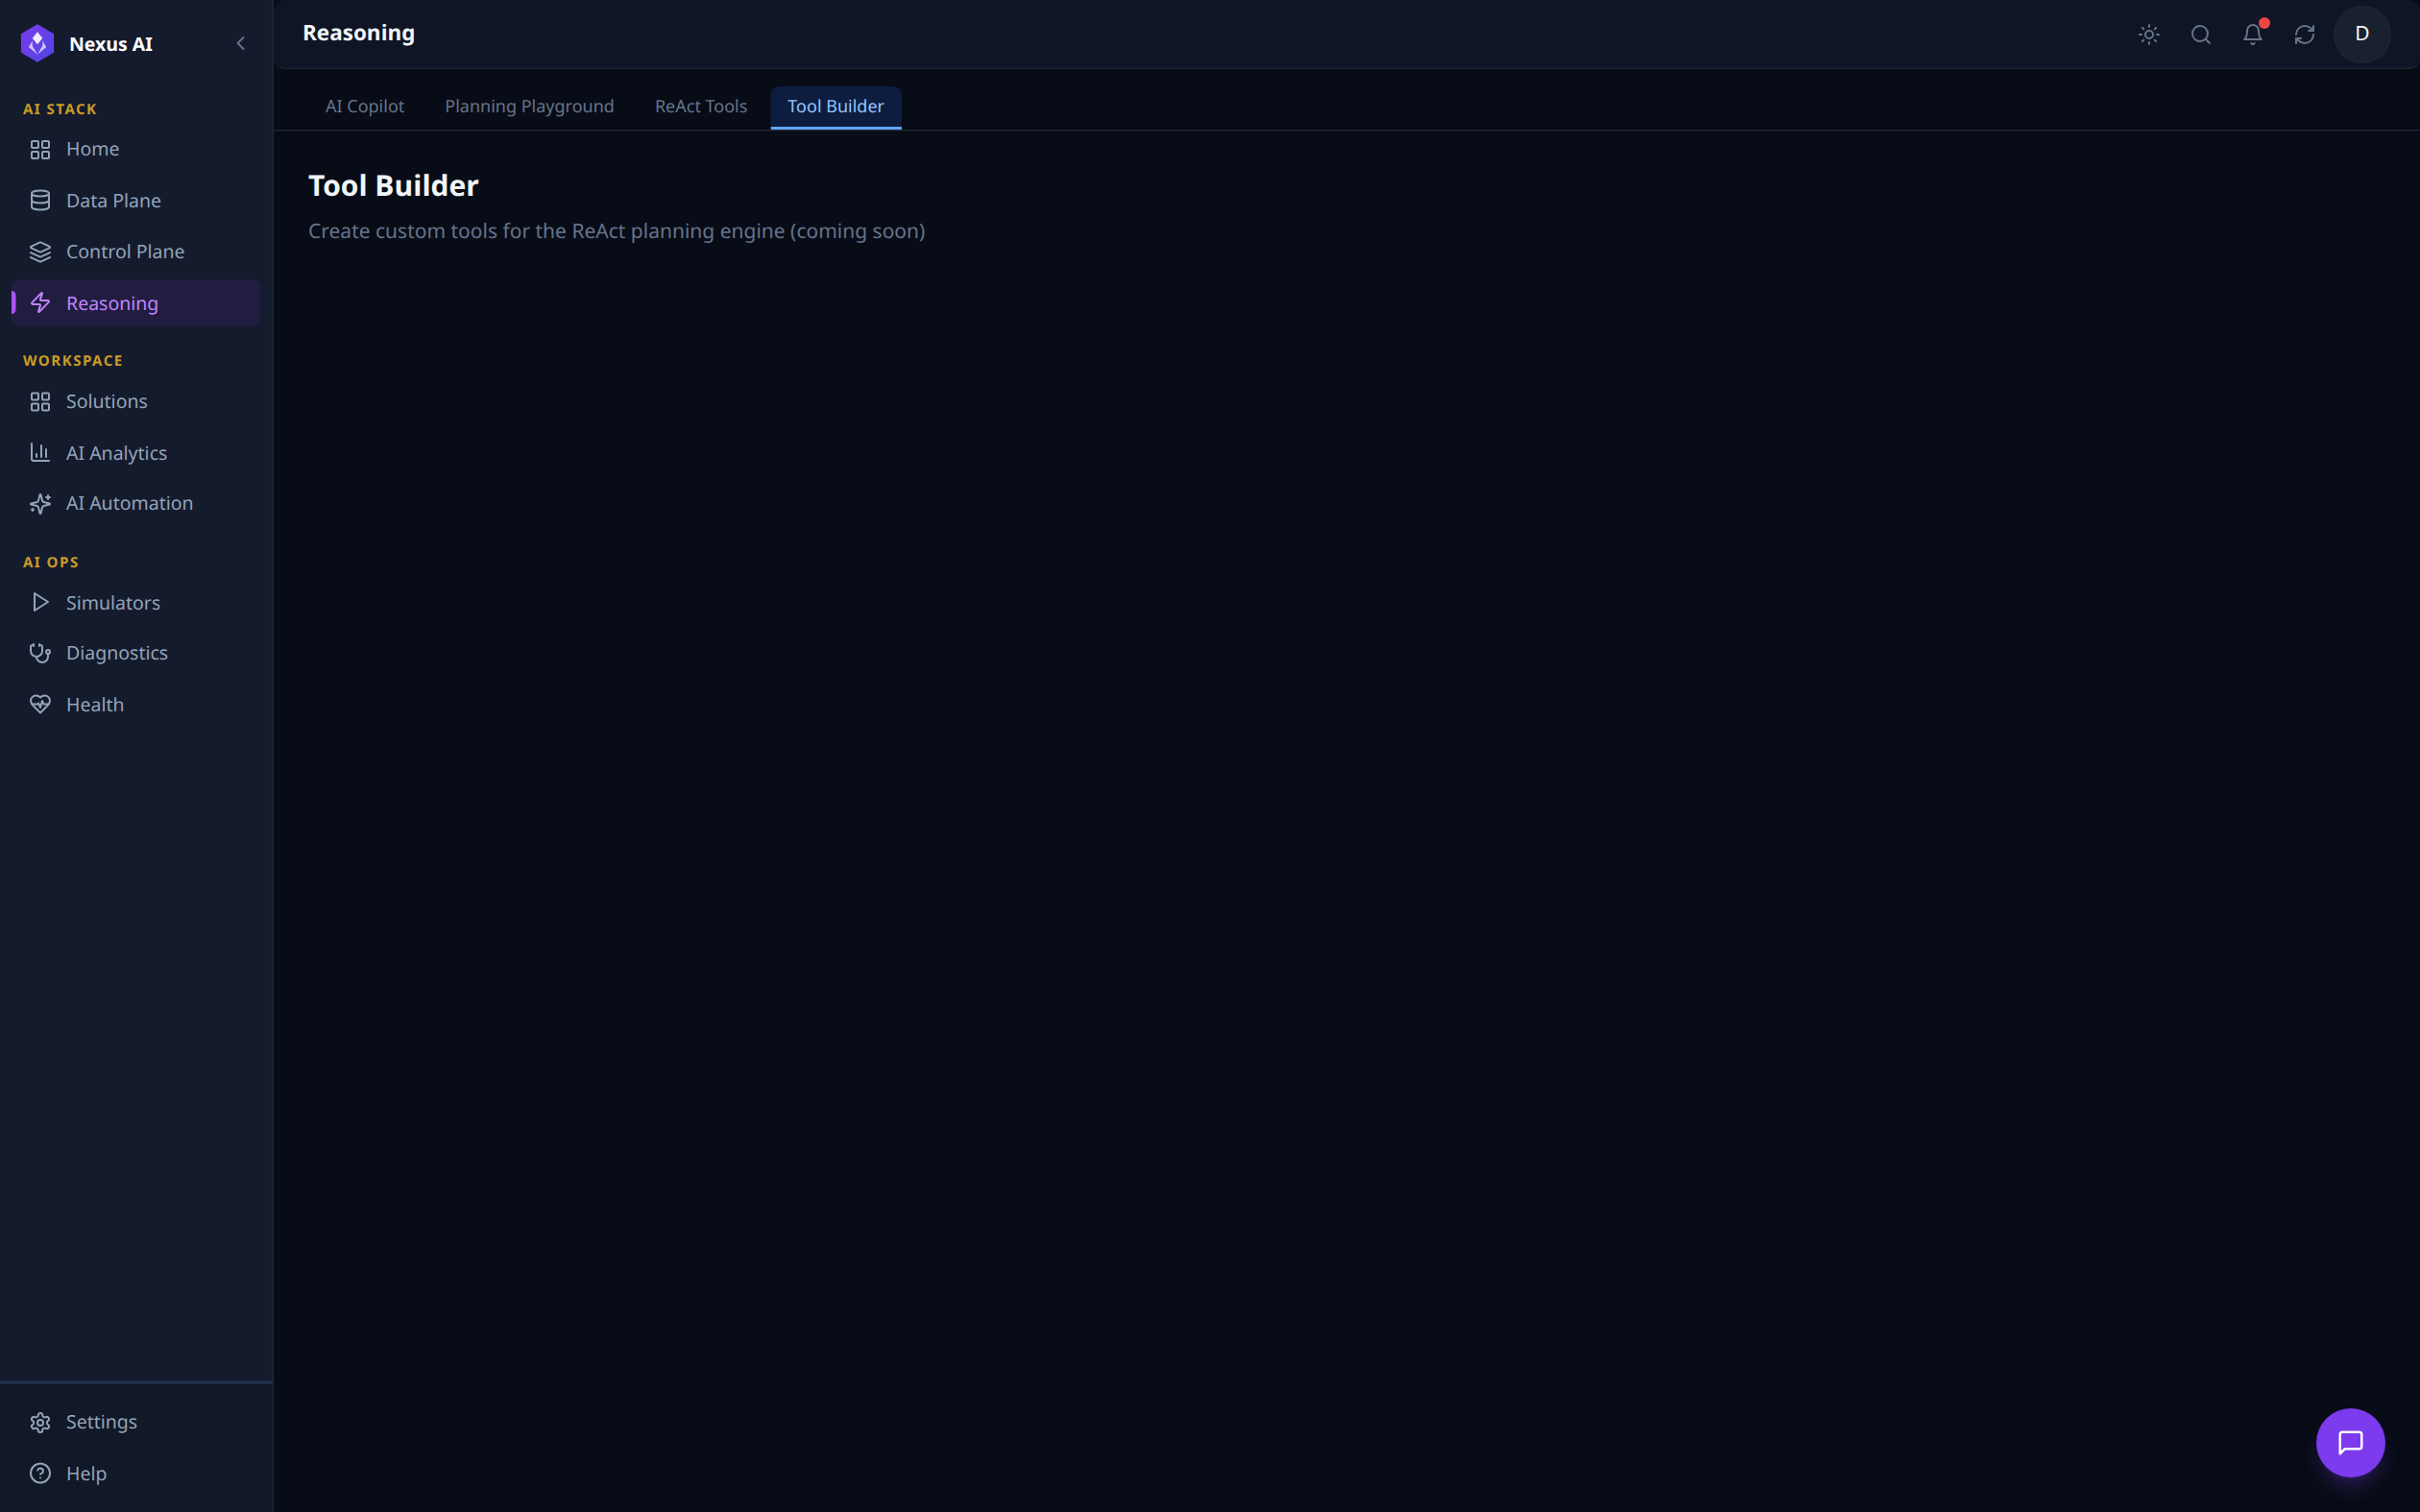 Nexus AI
AI STACK
Home
Data Plane
Control Plane
Reasoning
WORKSPACE
Solutions
AI Analytics
AI Automation
AI OPS
Simulators
Diagnostics
Health
Settings
Help
Reasoning
D
AI Copilot Planning Playground ReAct Tools Tool Builder
Tool Builder
Create custom tools for the ReAct planning engine (coming soon)